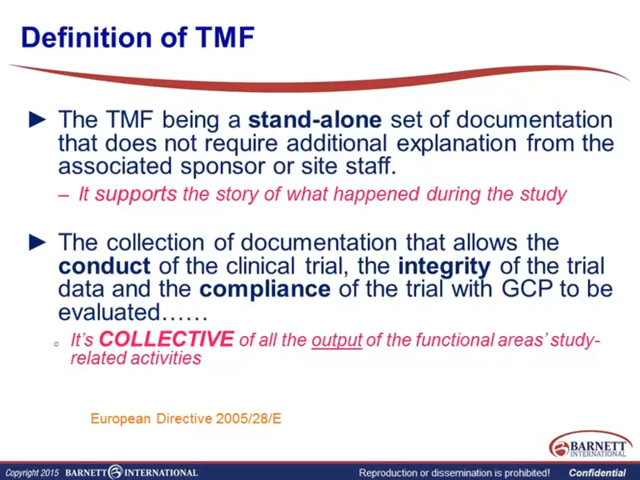 Definition of TMF
► The TMF being a stand-alone set of documentation
that does not require additional explanation from the
associated sponsor or site staff.
– It supports the story of what happened during the study
► The collection of documentation that allows the
conduct of the clinical trial, the integrity of the trial
data and the compliance of the trial with GCP to be
evaluated……
○ It's COLLECTIVE of all the output of the functional areas' study-
related activities
European Directive 2005/28/E
BARNETT
INTERNATIONAL
Copyright 2015 BARNETT INTERNATIONAL Reproduction or dissemination is prohibited! Confidential